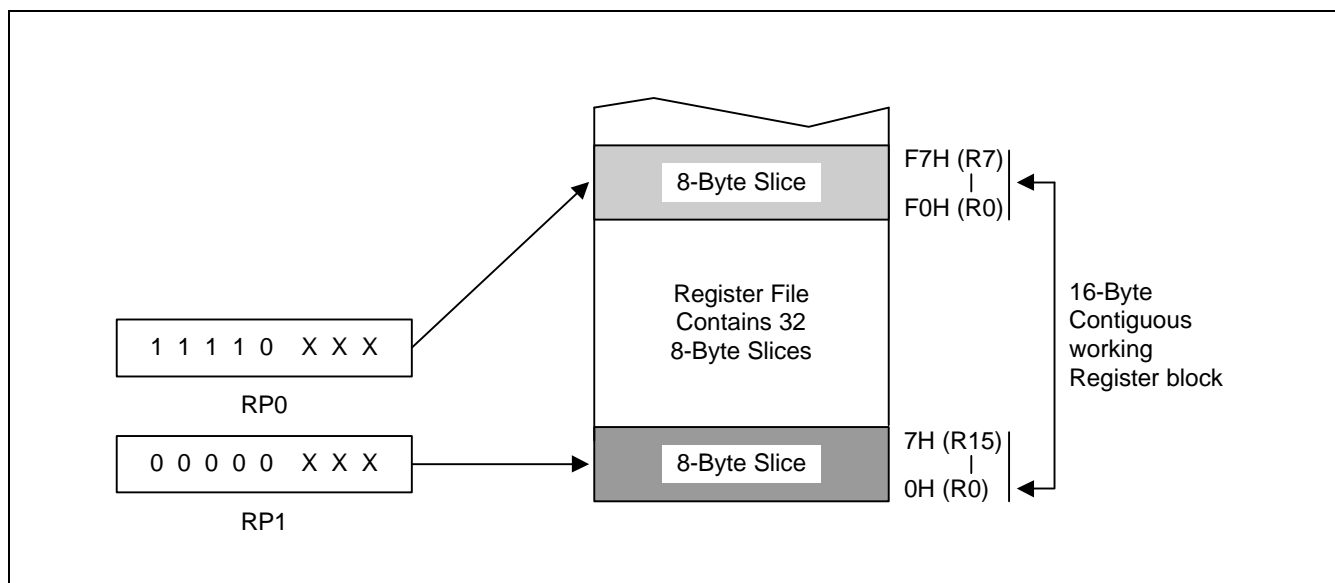 8-Byte Slice
F7H (R7)
F0H (R0)
Register File
Contains 32
8-Byte Slices
16-Byte
Contiguous
working
Register block
1 1 1 1 0 X X X
RP0
0 0 0 0 0 X X X
RP1
8-Byte Slice
7H (R15)
0H (R0)